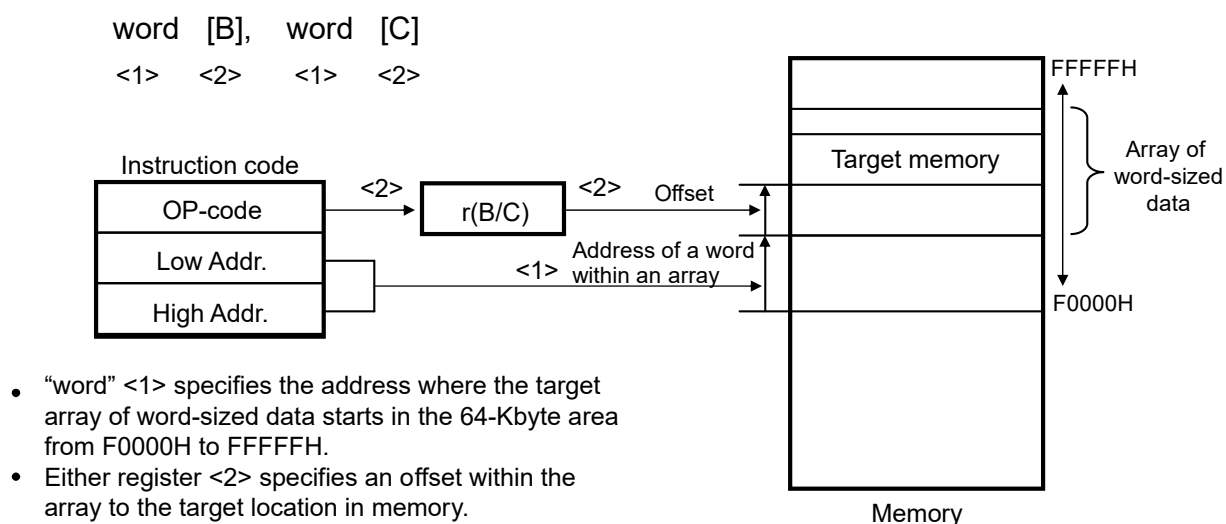 word [B], word [C]
<1> <2> <1> <2>
Instruction code
OP-code
Low Addr.
High Addr.
<2>
r(B/C)
<2>
Offset
<1>
Address of a word
within an array
FFFFFH
Target memory
Array of
word-sized
data
F0000H
Memory
• “word” <1> specifies the address where the target
array of word-sized data starts in the 64-Kbyte area
from F0000H to FFFFFH.
• Either register <2> specifies an offset within the
array to the target location in memory.